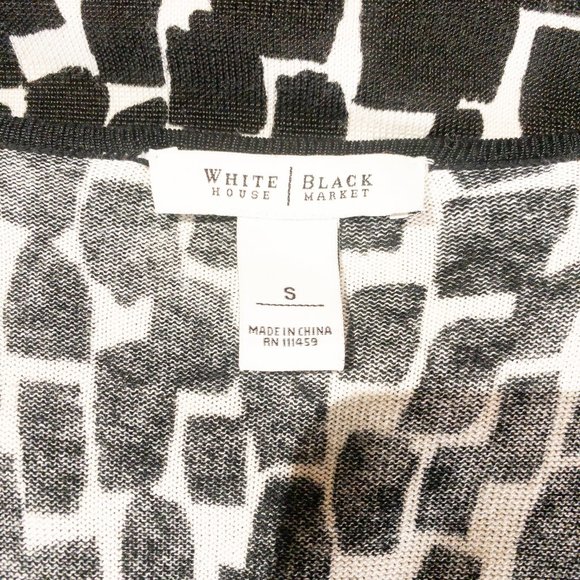 WHITE | BLACK
HOUSE | MARKET
S
MADE IN CHINA
RN 111459